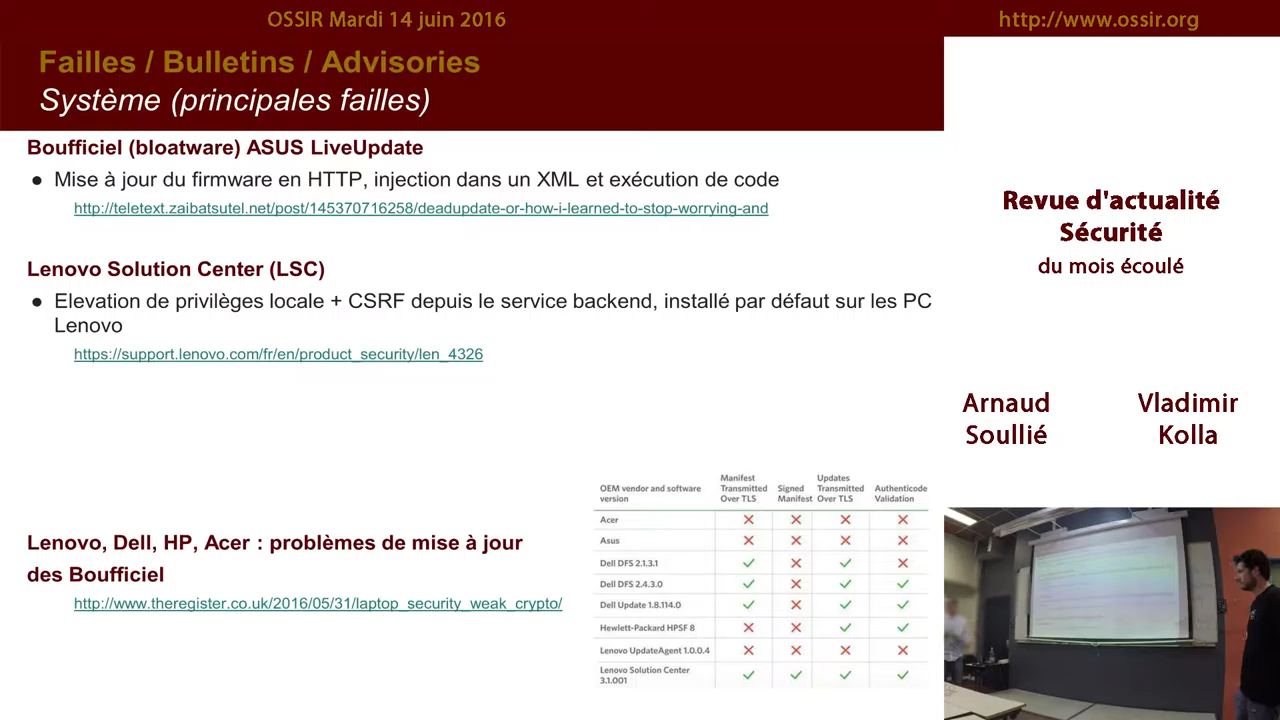 OSSIR Mardi 14 juin 2016
http://www.ossir.org
Failles / Bulletins / Advisories
Système (principales failles)
Boufficiel (bloatware) ASUS LiveUpdate
● Mise à jour du firmware en HTTP, injection dans un XML et exécution de code
http://teletext.zaibatsutel.net/post/145370716258/deadupdate-or-how-i-learned-to-stop-worrying-and
Lenovo Solution Center (LSC)
● Elevation de privilèges locale + CSRF depuis le service backend, installé par défaut sur les PC
Lenovo
https://support.lenovo.com/fr/en/product_security/len_4326
Lenovo, Dell, HP, Acer : problèmes de mise à jour
des Boufficiel
http://www.theregister.co.uk/2016/05/31/laptop_security_weak_crypto/
OEM vendor and software version | Manifest Transmitted Over TLS | Signed Manifest | Updates Transmitted Over TLS | Authenticode Validation
Acer ✕ ✕ ✕ ✕
Asus ✕ ✕ ✕ ✕
Dell DFS 2.1.3.1 ✓ ✕ ✓ ✕
Dell DFS 2.4.3.0 ✓ ✕ ✓ ✓
Dell Update 1.8.114.0 ✓ ✕ ✓ ✓
Hewlett-Packard HPSF 8 ✕ ✕ ✓ ✓
Lenovo UpdateAgent 1.0.0.4 ✕ ✕ ✕ ✕
Lenovo Solution Center 3.1.001 ✓ ✓ ✓ ✓
Revue d'actualité
Sécurité
du mois écoulé
Arnaud
Soullié
Vladimir
Kolla